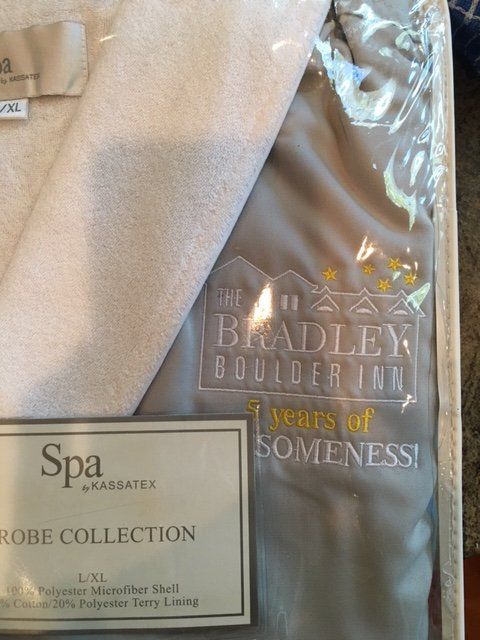 by KASSATEX
/XL
THE
BRADLEY
BOULDER INN
5 years of
SOMENESS!
Spa
by KASSATEX
ROBE COLLECTION
L/XL
100% Polyester Microfiber Shell
% Cotton/20% Polyester Terry Lining